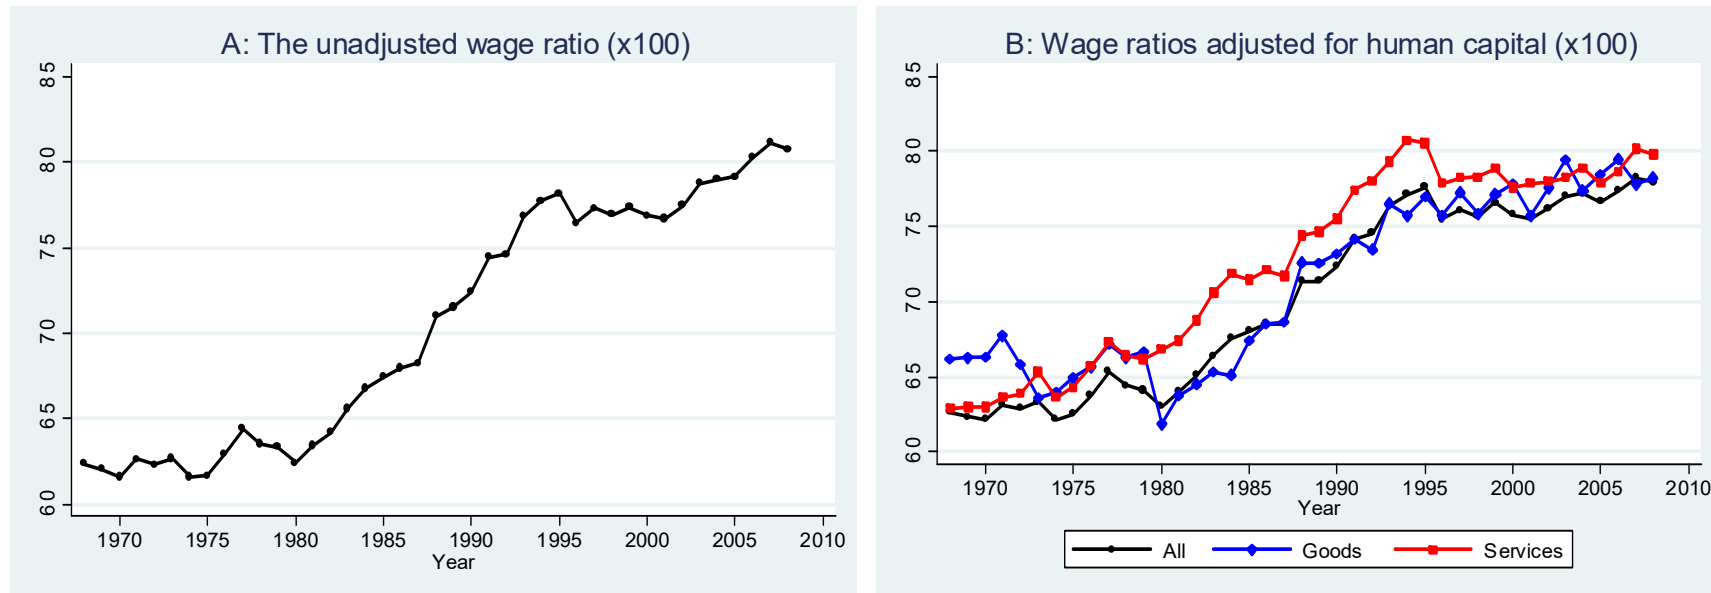 A: The unadjusted wage ratio (x100)
85
80
75
70
65
60
1970 1975 1980 1985 1990 1995 2000 2005 2010
Year
B: Wage ratios adjusted for human capital (x100)
85
80
75
70
65
60
1970 1975 1980 1985 1990 1995 2000 2005 2010
Year
All Goods Services